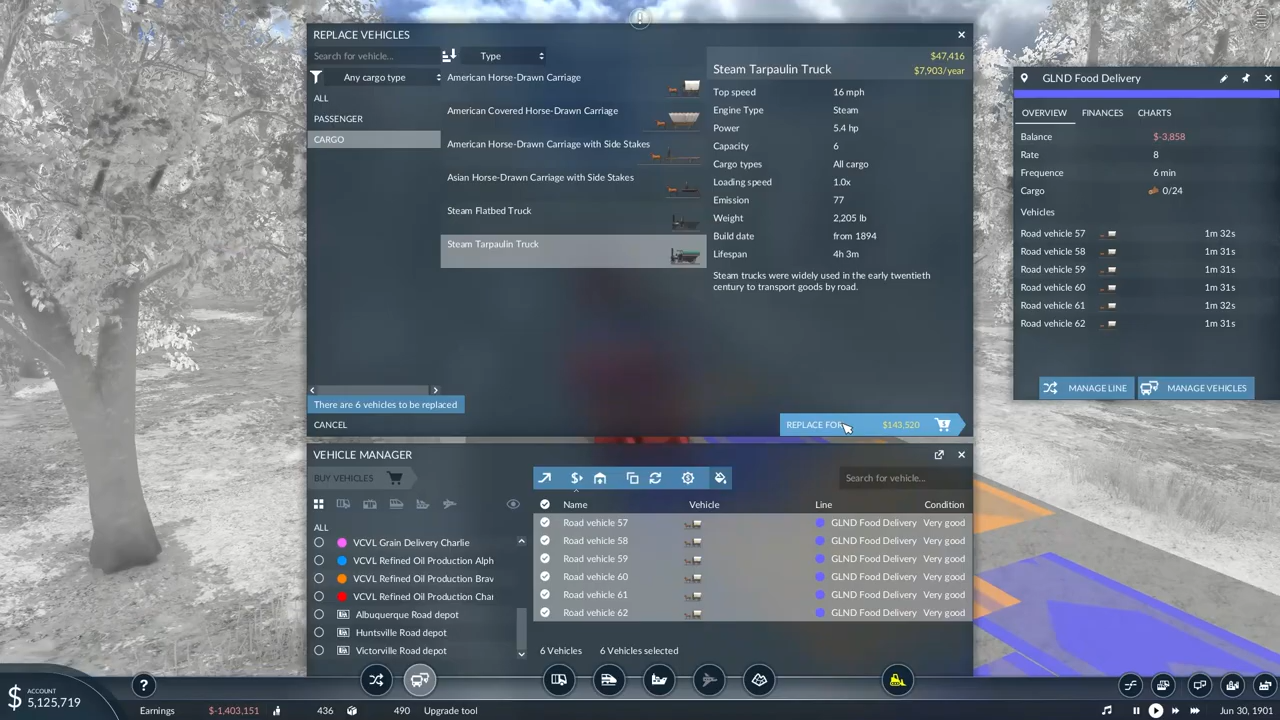 REPLACE VEHICLES
Search for vehicle...
Type
Any cargo type
ALL
PASSENGER
CARGO
American Horse-Drawn Carriage
American Covered Horse-Drawn Carriage
American Horse-Drawn Carriage with Side Stakes
Asian Horse-Drawn Carriage with Side Stakes
Steam Flatbed Truck
Steam Tarpaulin Truck
$47,416
Steam Tarpaulin Truck
$7,903/year
Top speed 16 mph
Engine Type Steam
Power 5.4 hp
Capacity 6
Cargo types All cargo
Loading speed 1.0x
Emission 77
Weight 2,205 lb
Build date from 1894
Lifespan 4h 3m
Steam trucks were widely used in the early twentieth
century to transport goods by road.
There are 6 vehicles to be replaced
CANCEL
REPLACE FOR $143,520
GLND Food Delivery
OVERVIEW FINANCES CHARTS
Balance $-3,858
Rate 8
Frequence 6 min
Cargo 0/24
Vehicles
Road vehicle 57 1m 32s
Road vehicle 58 1m 31s
Road vehicle 59 1m 31s
Road vehicle 60 1m 31s
Road vehicle 61 1m 32s
Road vehicle 62 1m 31s
MANAGE LINE MANAGE VEHICLES
VEHICLE MANAGER
BUY VEHICLES
Search for vehicle...
ALL
VCVL Grain Delivery Charlie
VCVL Refined Oil Production Alph
VCVL Refined Oil Production Brav
VCVL Refined Oil Production Char
Albuquerque Road depot
Huntsville Road depot
Victorville Road depot
Name Vehicle Line Condition
Road vehicle 57 GLND Food Delivery Very good
Road vehicle 58 GLND Food Delivery Very good
Road vehicle 59 GLND Food Delivery Very good
Road vehicle 60 GLND Food Delivery Very good
Road vehicle 61 GLND Food Delivery Very good
Road vehicle 62 GLND Food Delivery Very good
6 Vehicles 6 Vehicles selected
$ ACCOUNT
5,125,719
?
Earnings $-1,403,151 436 490 Upgrade tool
Jun 30, 1901